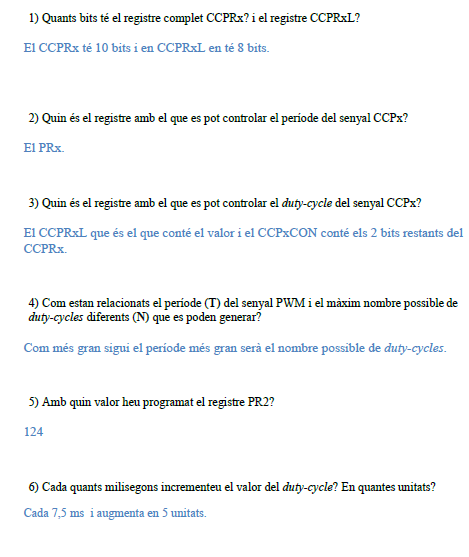 1) Quants bits té el registre complet CCPRx? i el registre CCPRxL?
El CCPRx té 10 bits i en CCPRxL en té 8 bits.
2) Quin és el registre amb el que es pot controlar el període del senyal CCPx?
El PRx.
3) Quin és el registre amb el que es pot controlar el duty-cycle del senyal CCPx?
El CCPRxL que és el que conté el valor i el CCPxCON conté els 2 bits restants del
CCPRx.
4) Com estan relacionats el període (T) del senyal PWM i el màxim nombre possible de
duty-cycles diferents (N) que es poden generar?
Com més gran sigui el període més gran serà el nombre possible de duty-cycles.
5) Amb quin valor heu programat el registre PR2?
124
6) Cada quants milisegons incrementeu el valor del duty-cycle? En quantes unitats?
Cada 7,5 ms i augmenta en 5 unitats.